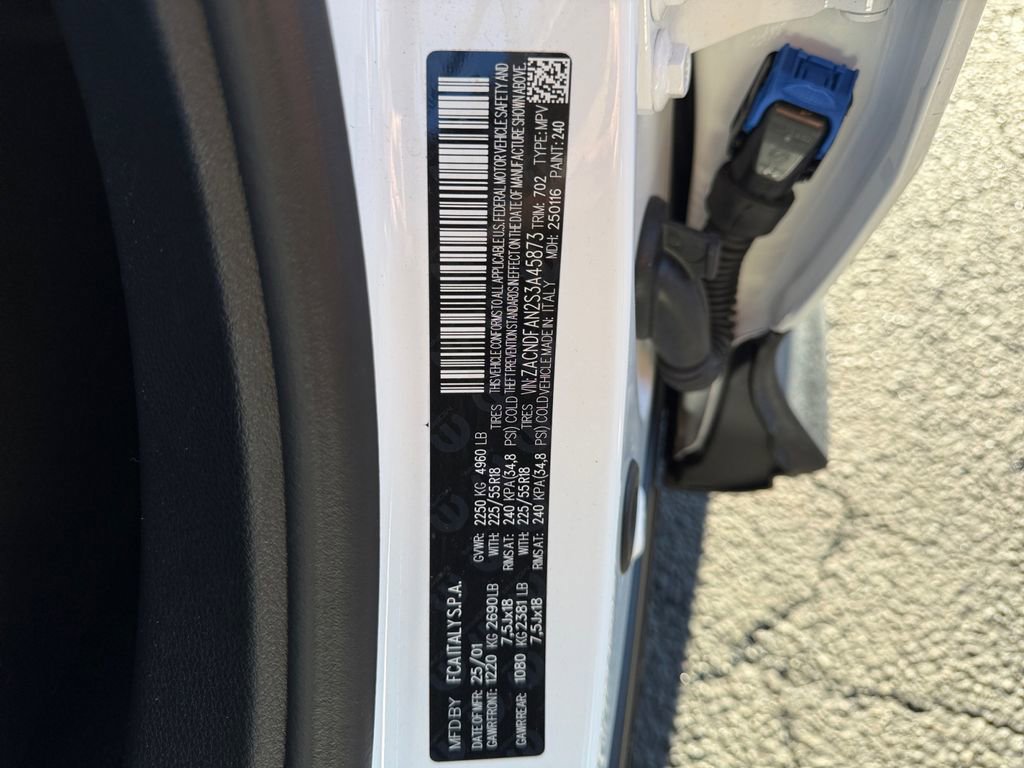 MFD BY FCA ITALY S.P.A.
DATE OF MFR: 25/01 GVWR: 2250 KG 4960 LB
GAWR FRONT: 1220 KG 2690 LB WITH: 225/55R18 TIRES THIS VEHICLE CONFORMS TO ALL APPLICABLE U.S. FEDERAL MOTOR VEHICLE SAFETY AND
7,5Jx18 RIMS AT: 240 KPA(34,8 PSI) COLD THEFT PREVENTION STANDARDS IN EFFECT ON THE DATE OF MANUFACTURE SHOWN ABOVE.
GAWR REAR: 1080 KG 2381 LB WITH: 225/55R18 TIRES VIN: ZACNDFAN2S3A45873 TRIM: 702 TYPE: MPV
7,5Jx18 RIMS AT: 240 KPA(34,8 PSI) COLD VEHICLE MADE IN: ITALY MDH: 250116 PAINT: 240